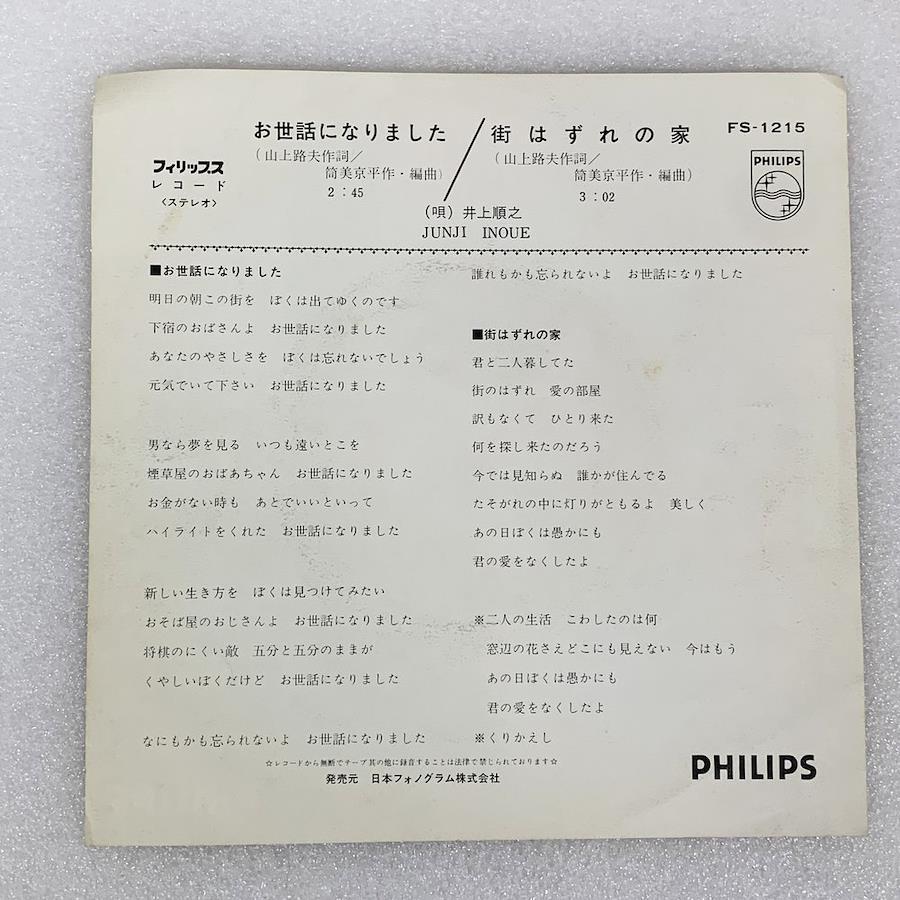 お世話になりました／街はずれの家
FS-1215
フィリップス
レコード
〈ステレオ〉
(山上路夫作詞／
筒美京平作・編曲)
2：45
(山上路夫作詞／
筒美京平作・編曲)
3：02
PHILIPS
(唄) 井上順之
JUNJI INOUE
■お世話になりました
明日の朝この街を　ぼくは出てゆくのです
下宿のおばさんよ　お世話になりました
あなたのやさしさを　ぼくは忘れないでしょう
元気でいて下さい　お世話になりました
男なら夢を見る　いつも遠いとこを
煙草屋のおばあちゃん　お世話になりました
お金がない時も　あとでいいといって
ハイライトをくれた　お世話になりました
新しい生き方を　ぼくは見つけてみたい
おそば屋のおじさんよ　お世話になりました
将棋のにくい敵　五分と五分のままが
くやしいぼくだけど　お世話になりました
なにもかも忘られないよ　お世話になりました
誰れもかも忘られないよ　お世話になりました
■街はずれの家
君と二人暮してた
街のはずれ　愛の部屋
訳もなくて　ひとり来た
何を探し来たのだろう
今では見知らぬ　誰かが住んでる
たそがれの中に灯りがともるよ　美しく
あの日ぼくは愚かにも
君の愛をなくしたよ
※二人の生活　こわしたのは何
窓辺の花さえどこにも見えない　今はもう
あの日ぼくは愚かにも
君の愛をなくしたよ
※くりかえし
☆レコードから無断でテープ其の他に録音することは法律で禁じられております☆
発売元　日本フォノグラム株式会社
PHILIPS